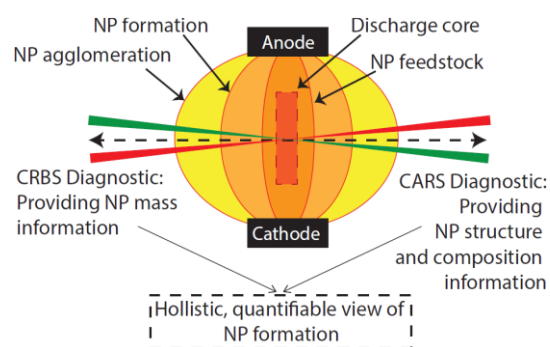 NP formation
NP agglomeration
Anode
Discharge core
NP feedstock
CRBS Diagnostic:
Providing NP mass
information
Cathode
CARS Diagnostic:
Providing
NP structure
and composition
information
Hollistic, quantifiable view of
NP formation